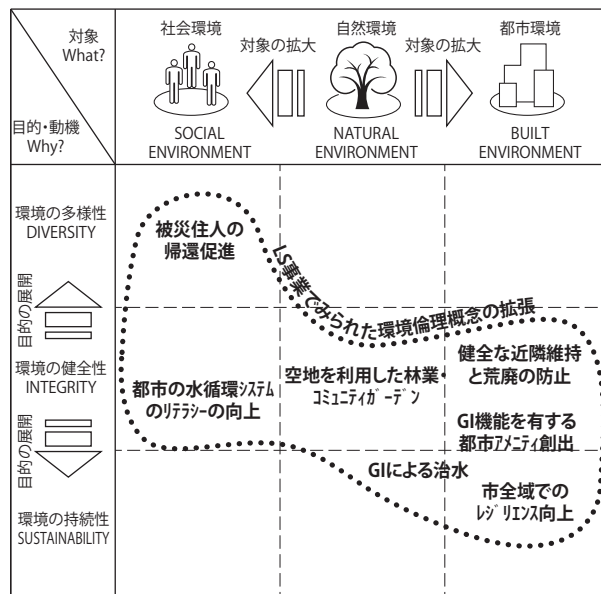 対象
What?
目的・動機
Why?
社会環境
対象の拡大
自然環境
対象の拡大
都市環境
SOCIAL
ENVIRONMENT
NATURAL
ENVIRONMENT
BUILT
ENVIRONMENT
環境の多様性
DIVERSITY
目的の展開
環境の健全性
INTEGRITY
目的の展開
環境の持続性
SUSTAINABILITY
被災住人の
帰還促進
LS事業でみられた環境倫理概念の拡張
都市の水循環システム
のリテラシーの向上
空地を利用した林業・
コミュニティガーデン
健全な近隣維持
と荒廃の防止
GI機能を有する
都市アメニティ創出
GIによる治水
市全域での
レジリエンス向上